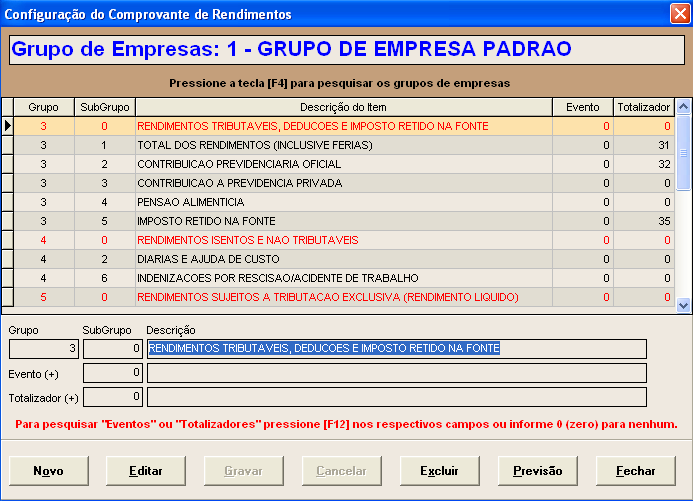 Configuração do Comprovante de Rendimentos
Grupo de Empresas: 1 - GRUPO DE EMPRESA PADRAO
Pressione a tecla [F4] para pesquisar os grupos de empresas
Grupo SubGrupo Descrição do Item Evento Totalizador
3 0 RENDIMENTOS TRIBUTAVEIS, DEDUCOES E IMPOSTO RETIDO NA FONTE 0 0
3 1 TOTAL DOS RENDIMENTOS (INCLUSIVE FERIAS) 0 31
3 2 CONTRIBUICAO PREVIDENCIARIA OFICIAL 0 32
3 3 CONTRIBUICAO A PREVIDENCIA PRIVADA 0 0
3 4 PENSAO ALIMENTICIA 0 0
3 5 IMPOSTO RETIDO NA FONTE 0 35
4 0 RENDIMENTOS ISENTOS E NAO TRIBUTAVEIS 0 0
4 2 DIARIAS E AJUDA DE CUSTO 0 0
4 6 INDENIZACOES POR RESCISAO/ACIDENTE DE TRABALHO 0 0
5 0 RENDIMENTOS SUJEITOS A TRIBUTACAO EXCLUSIVA (RENDIMENTO LIQUIDO) 0 0
Grupo SubGrupo Descrição
3 0 RENDIMENTOS TRIBUTAVEIS, DEDUCOES E IMPOSTO RETIDO NA FONTE
Evento (+) 0
Totalizador (+) 0
Para pesquisar "Eventos" ou "Totalizadores" pressione [F12] nos respectivos campos ou informe 0 (zero) para nenhum.
Novo Editar Gravar Cancelar Excluir Previsão Fechar